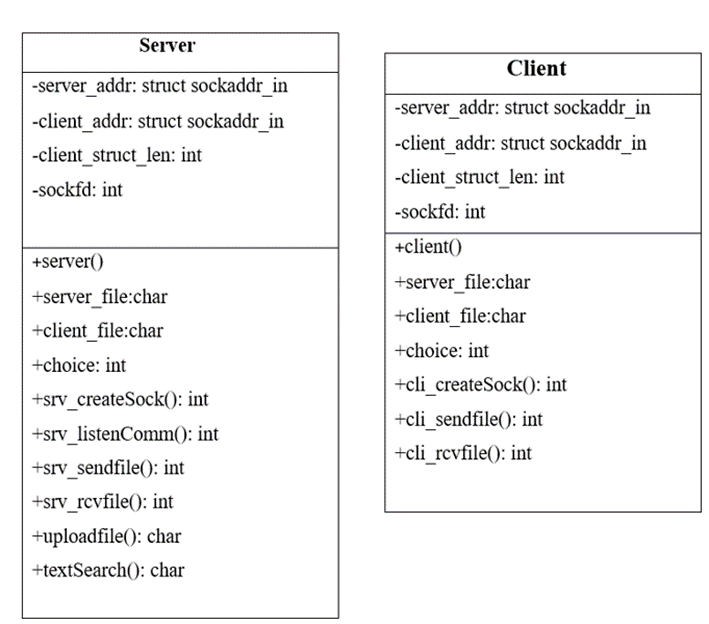 Server
-server_addr: struct sockaddr_in
-client_addr: struct sockaddr_in
-client_struct_len: int
-sockfd: int
+server()
+server_file:char
+client_file:char
+choice: int
+srv_createSock(): int
+srv_listenComm(): int
+srv_sendfile(): int
+srv_rcvfile(): int
+uploadfile(): char
+textSearch(): char
Client
-server_addr: struct sockaddr_in
-client_addr: struct sockaddr_in
-client_struct_len: int
-sockfd: int
+client()
+server_file:char
+client_file:char
+choice: int
+cli_createSock(): int
+cli_sendfile(): int
+cli_rcvfile(): int